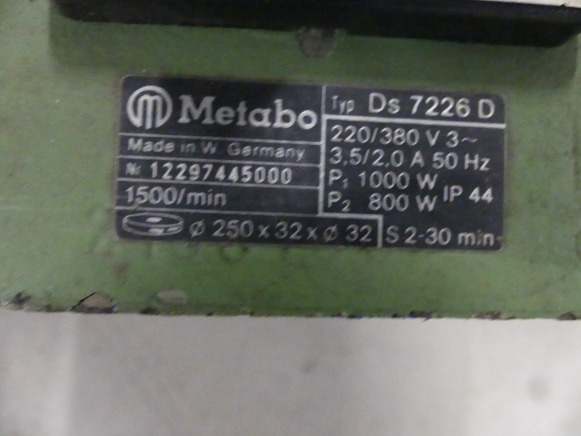 Metabo
Typ Ds 7226 D
Made in W. Germany
220/380 V 3~
3,5/2,0 A 50 Hz
Nr 12297445000
P1 1000 W
IP 44
1500/min
P2 800 W
ø 250 x 32 x ø 32
S 2-30 min